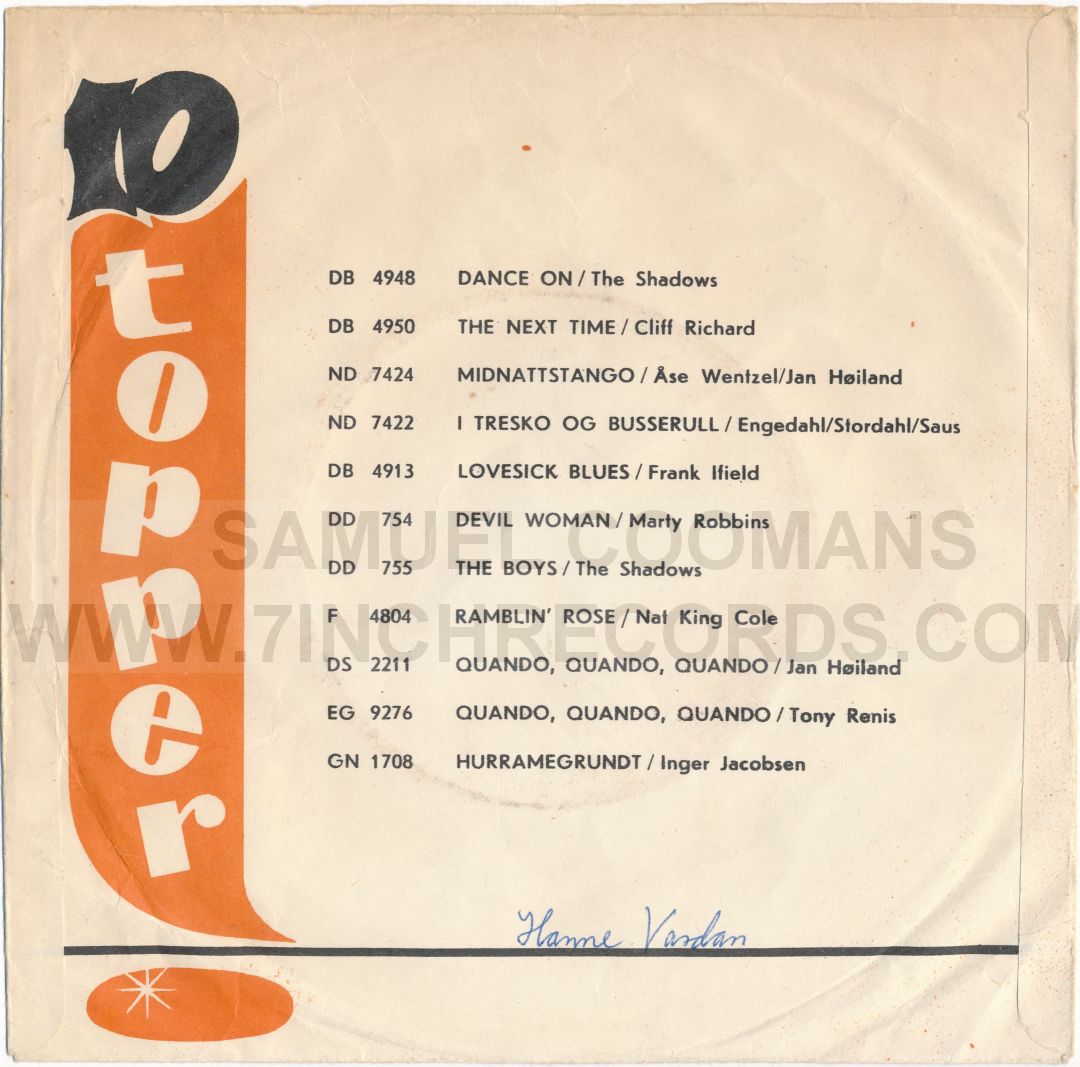 10
topper
DB 4948 DANCE ON / The Shadows
DB 4950 THE NEXT TIME / Cliff Richard
ND 7424 MIDNATTSTANGO / Åse Wentzel/Jan Høiland
ND 7422 I TRESKO OG BUSSERULL / Engedahl/Stordahl/Saus
DB 4913 LOVESICK BLUES / Frank Ifield
DD 754 DEVIL WOMAN / Marty Robbins
SAMUEL COOMANS
DD 755 THE BOYS / The Shadows
F 4804 RAMBLIN' ROSE / Nat King Cole
WWW.7INCHRECORDS.COM
DS 2211 QUANDO, QUANDO, QUANDO / Jan Høiland
EG 9276 QUANDO, QUANDO, QUANDO / Tony Renis
GN 1708 HURRAMEGRUNDT / Inger Jacobsen
Hanne Vardan